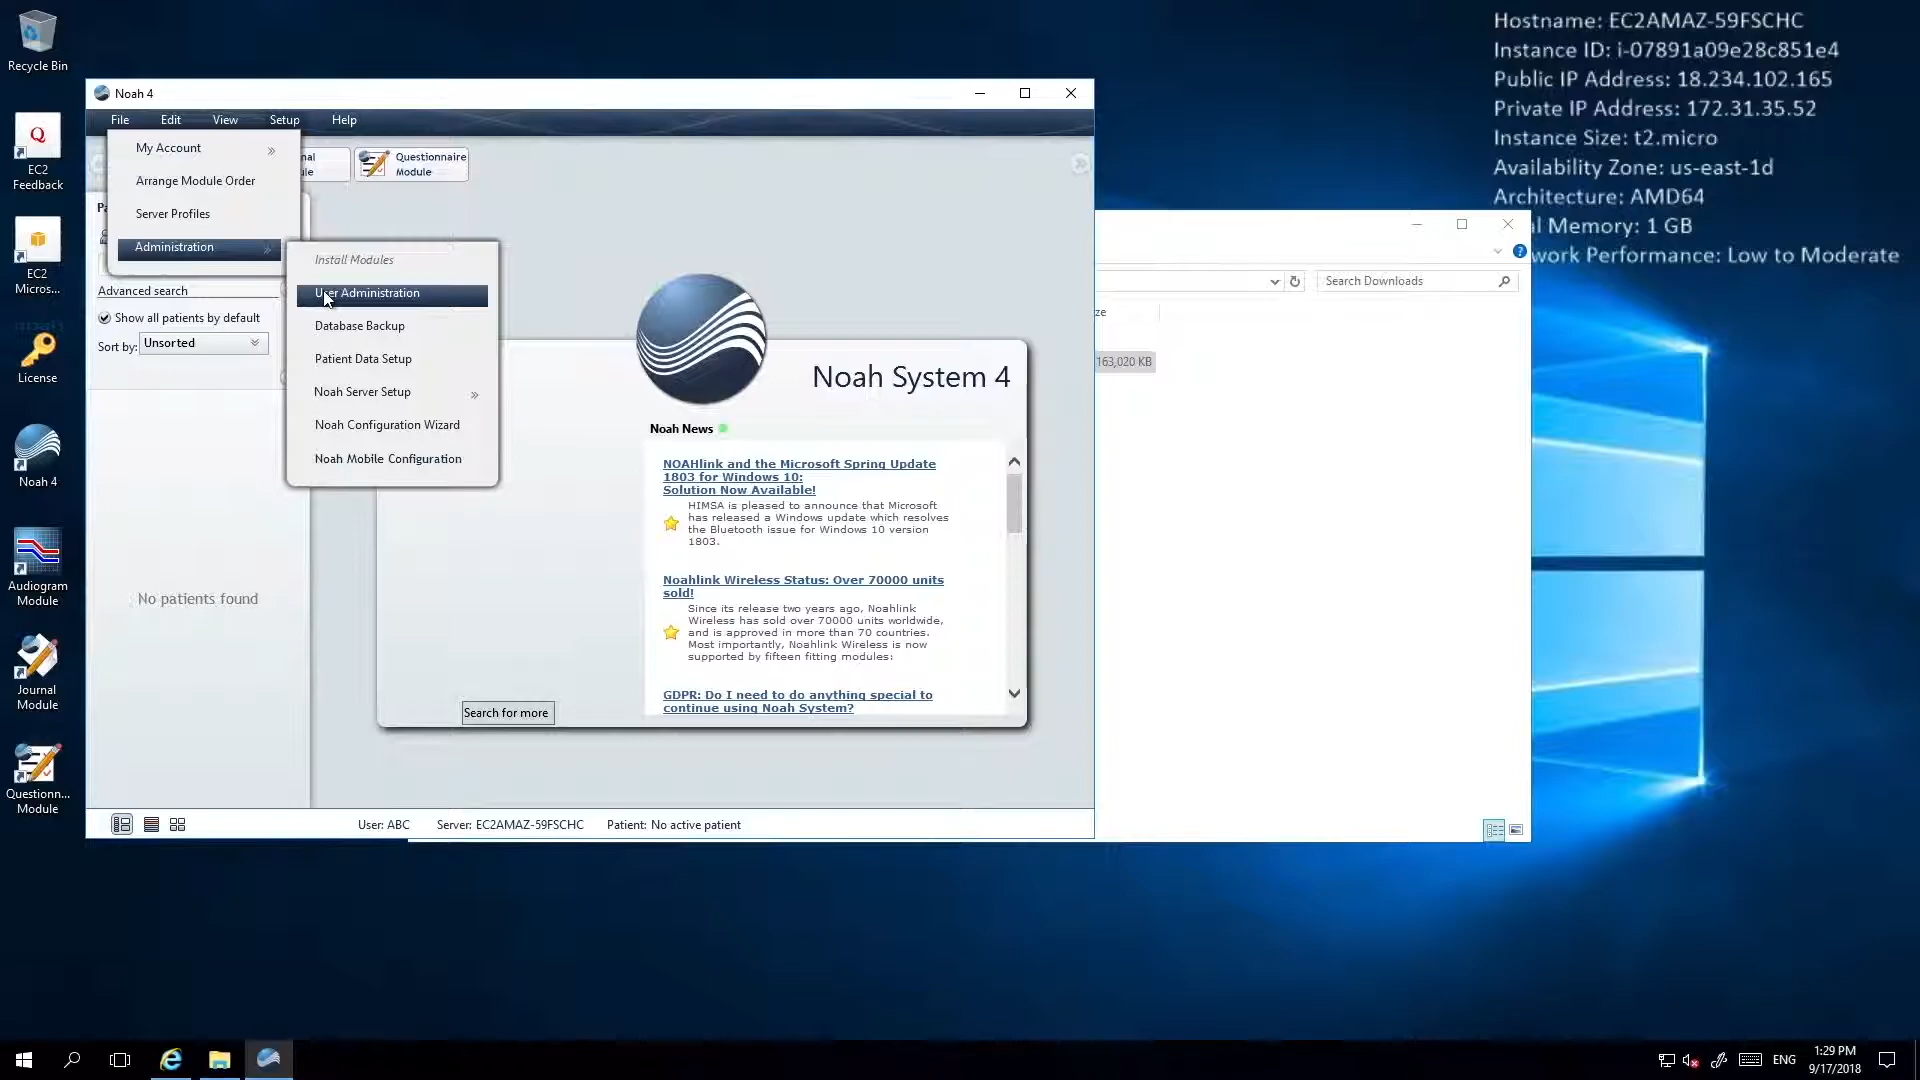 Recycle Bin
EC2
Feedback
EC2
Micros...
License
Noah 4
Audiogram
Module
Journal
Module
Questionn...
Module
Hostname: EC2AMAZ-59FSCHC
Instance ID: i-07891a09e28c851e4
Public IP Address: 18.234.102.165
Private IP Address: 172.31.35.52
Instance Size: t2.micro
Availability Zone: us-east-1d
Architecture: AMD64
l Memory: 1 GB
work Performance: Low to Moderate
Noah 4
File Edit View Setup Help
My Account
Arrange Module Order
Server Profiles
Administration
nal
ule
Questionnaire
Module
Pa
Install Modules
User Administration
Database Backup
Patient Data Setup
Noah Server Setup
Noah Configuration Wizard
Noah Mobile Configuration
Advanced search
Show all patients by default
Sort by: Unsorted
No patients found
Noah System 4
Noah News
NOAHlink and the Microsoft Spring Update
1803 for Windows 10:
Solution Now Available!
HIMSA is pleased to announce that Microsoft
has released a Windows update which resolves
the Bluetooth issue for Windows 10 version
1803.
Noahlink Wireless Status: Over 70000 units
sold!
Since its release two years ago, Noahlink
Wireless has sold over 70000 units worldwide,
and is approved in more than 70 countries.
Most importantly, Noahlink Wireless is now
supported by fifteen fitting modules:
GDPR: Do I need to do anything special to
continue using Noah System?
Search for more
User: ABC Server: EC2AMAZ-59FSCHC Patient: No active patient
Search Downloads
ze
163,020 KB
ENG
1:29 PM
9/17/2018